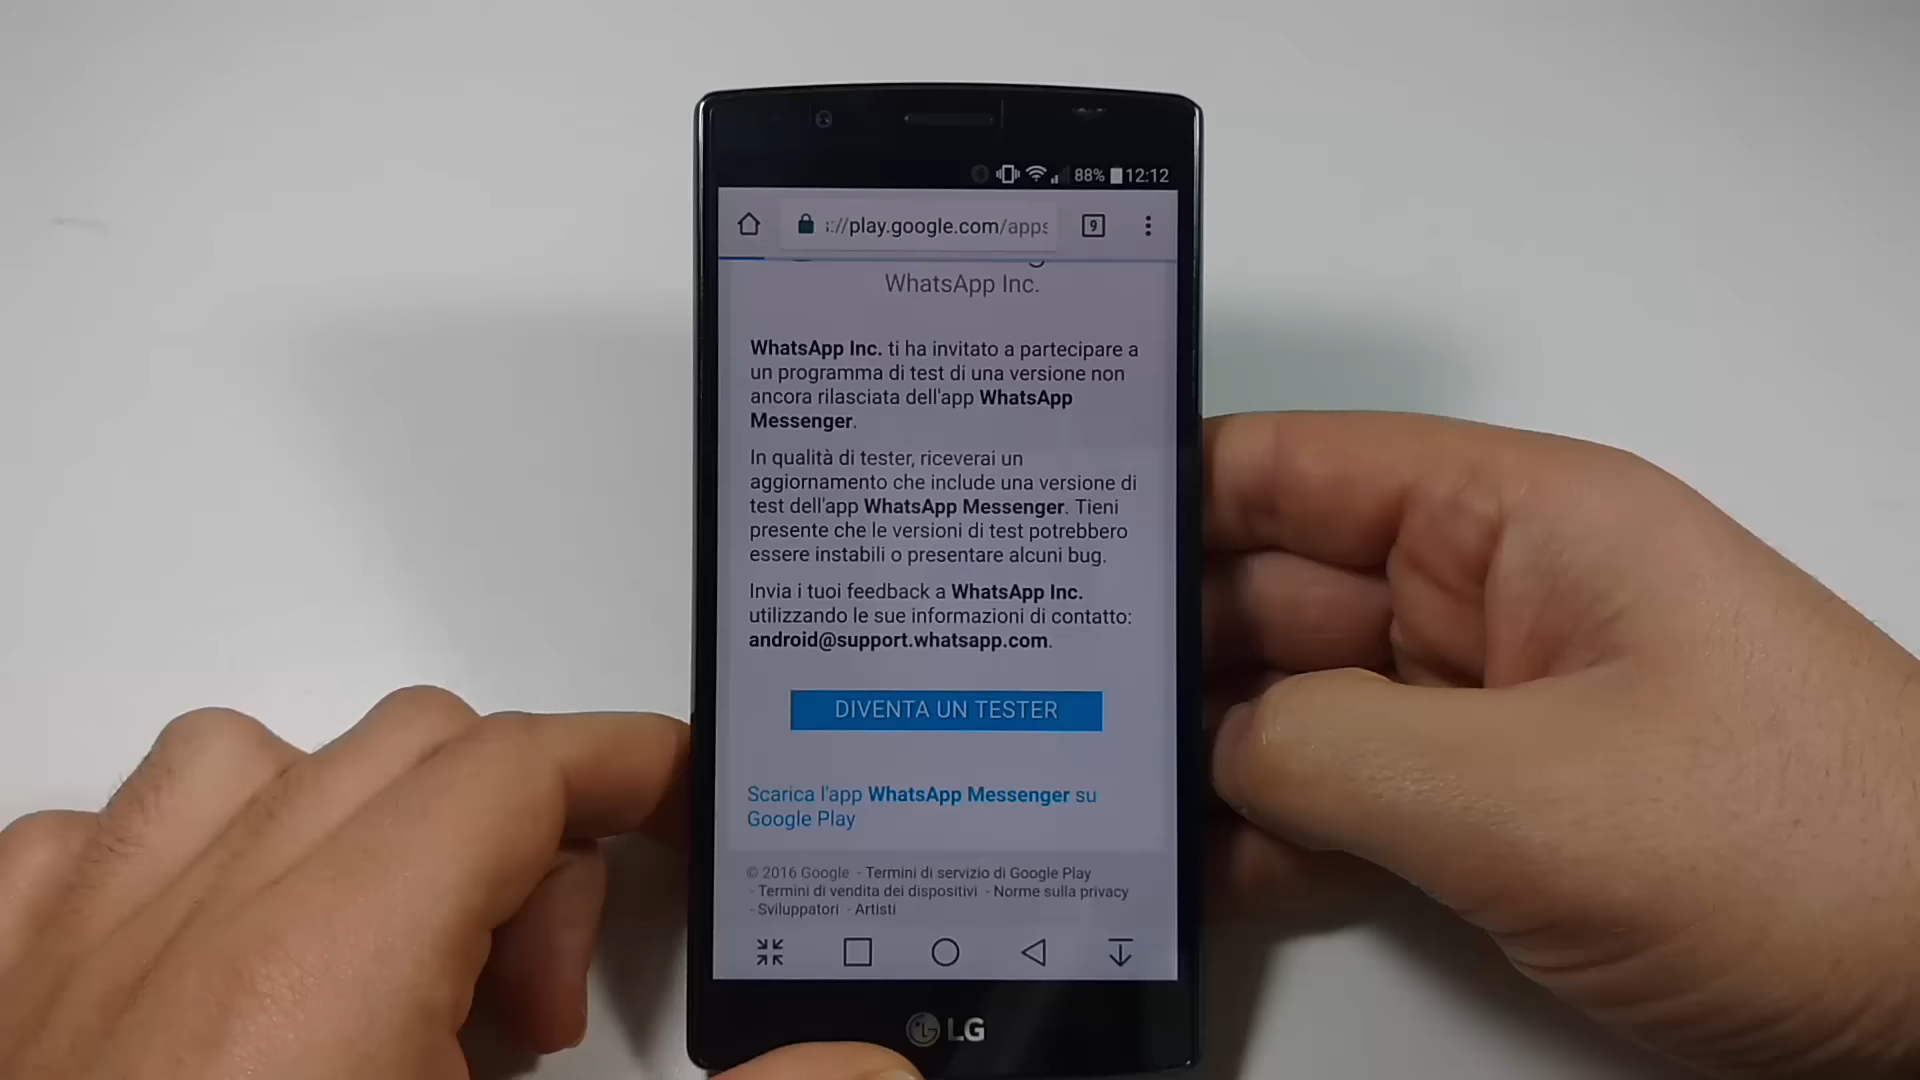 88% 12:12
://play.google.com/apps
9
WhatsApp Inc.
WhatsApp Inc. ti ha invitato a partecipare a
un programma di test di una versione non
ancora rilasciata dell'app WhatsApp
Messenger.
In qualità di tester, riceverai un
aggiornamento che include una versione di
test dell'app WhatsApp Messenger. Tieni
presente che le versioni di test potrebbero
essere instabili o presentare alcuni bug.
Invia i tuoi feedback a WhatsApp Inc.
utilizzando le sue informazioni di contatto:
android@support.whatsapp.com.
DIVENTA UN TESTER
Scarica l'app WhatsApp Messenger su
Google Play
© 2016 Google - Termini di servizio di Google Play
- Termini di vendita dei dispositivi - Norme sulla privacy
- Sviluppatori - Artisti
LG